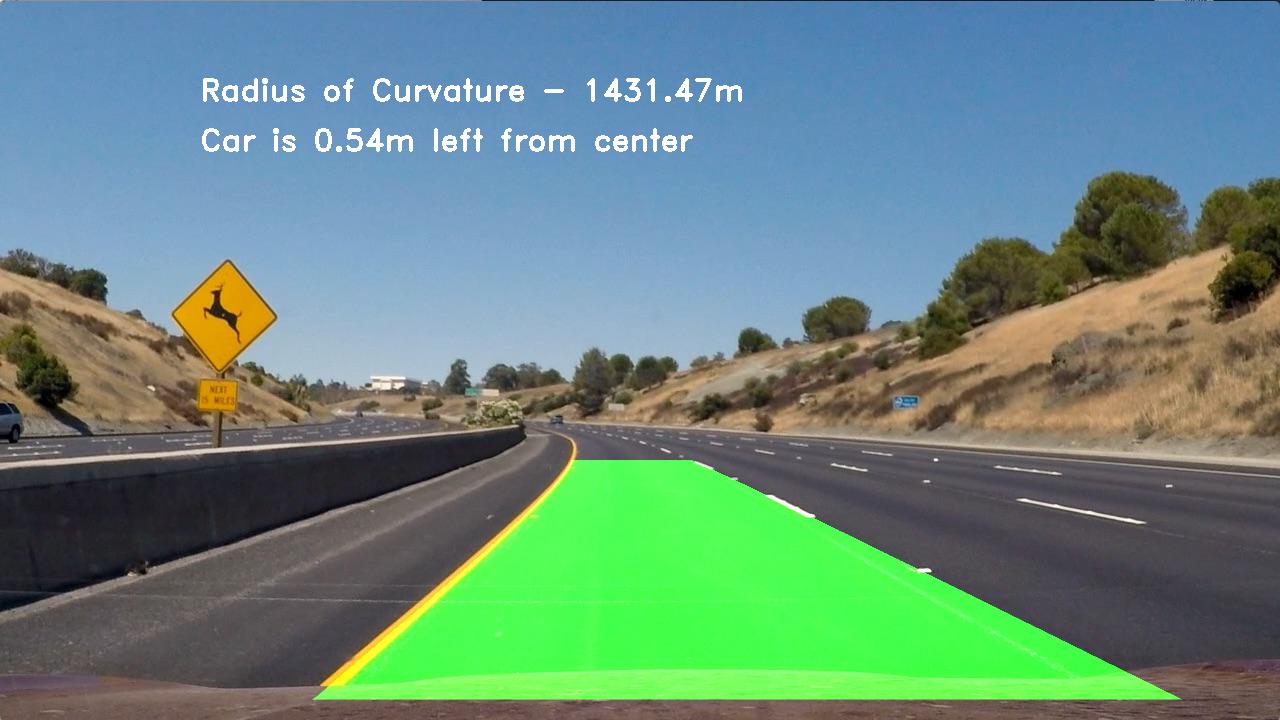 Radius of Curvature - 1431.47m
Car is 0.54m left from center
NEXT
15 MILES